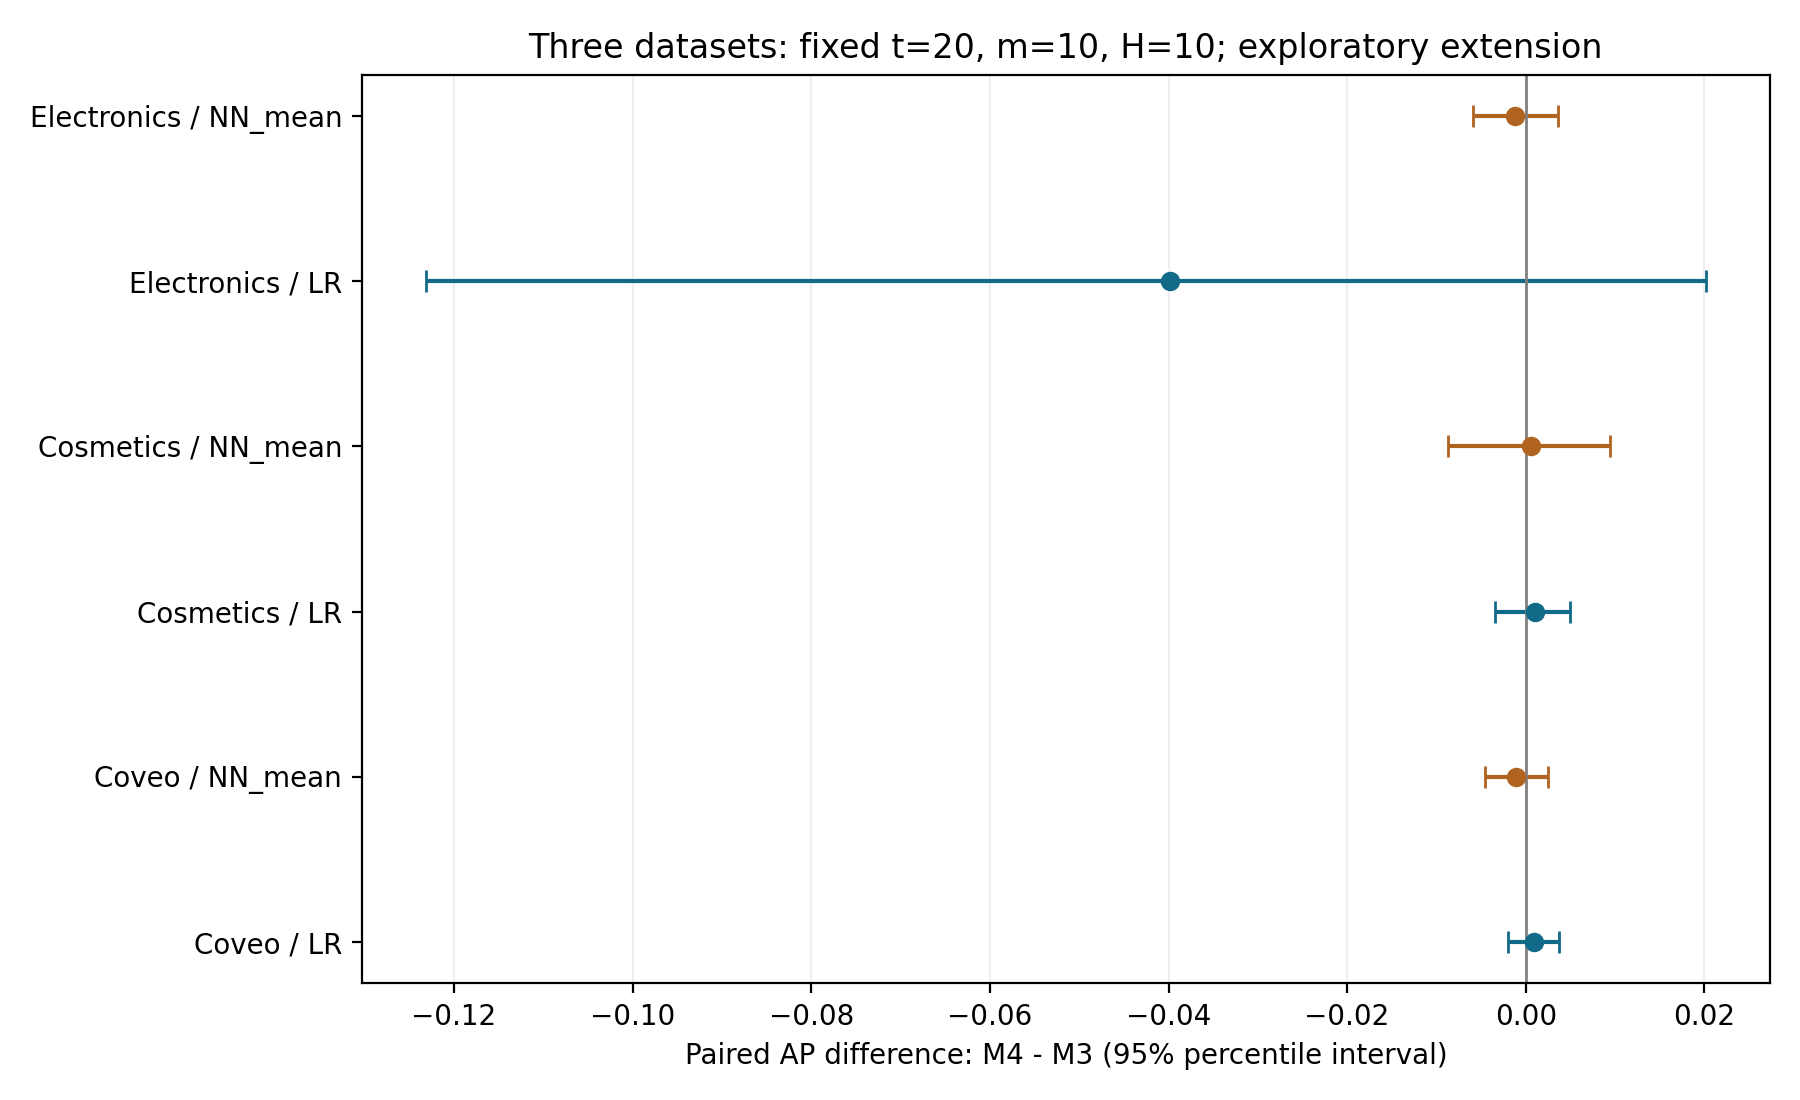 Three datasets: fixed t=20, m=10, H=10; exploratory extension
Electronics / NN_mean
Electronics / LR
Cosmetics / NN_mean
Cosmetics / LR
Coveo / NN_mean
Coveo / LR
−0.12 −0.10 −0.08 −0.06 −0.04 −0.02 0.00 0.02
Paired AP difference: M4 - M3 (95% percentile interval)